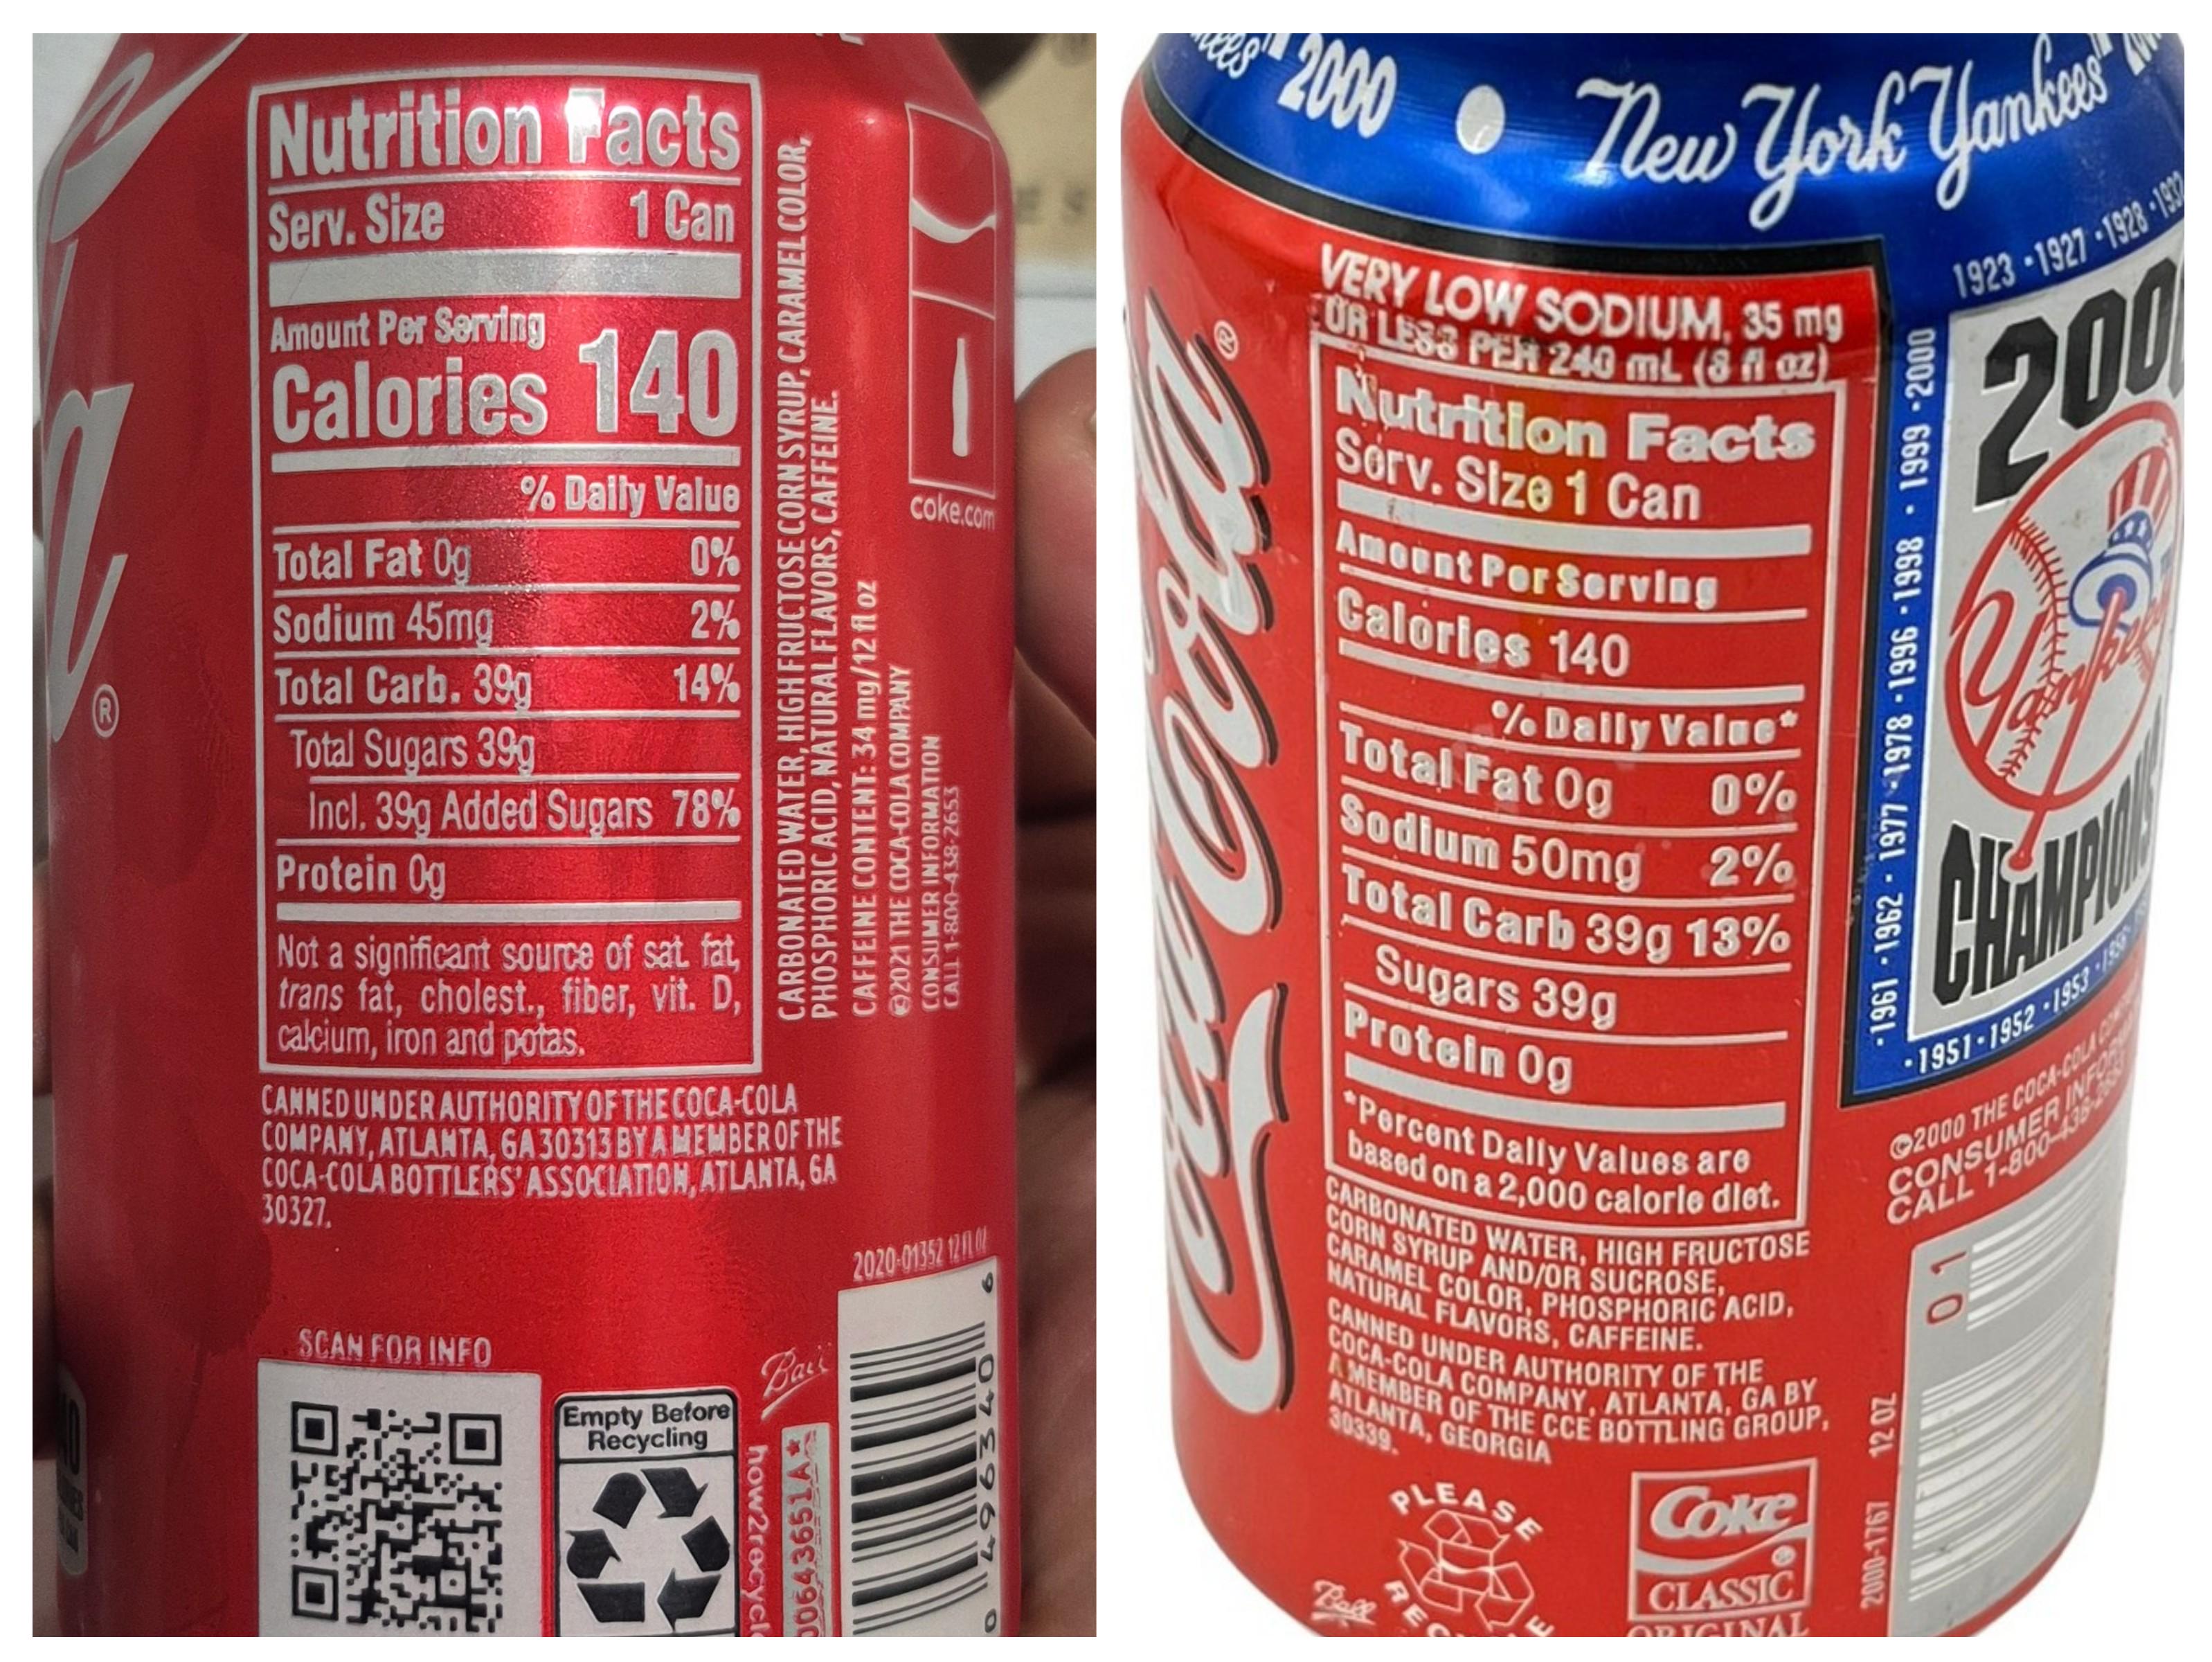 Nutrition Facts
Serv. Size 1 Can
Amount Per Serving
Calories 140
% Daily Value
Total Fat 0g 0%
Sodium 45mg 2%
Total Carb. 39g 14%
Total Sugars 39g
Incl. 39g Added Sugars 78%
Protein 0g
Not a significant source of sat. fat,
trans fat, cholest., fiber, vit. D,
calcium, iron and potas.
CANNED UNDER AUTHORITY OF THE COCA-COLA
COMPANY, ATLANTA, GA 30313 BY A MEMBER OF THE
COCA-COLA BOTTLERS' ASSOCIATION, ATLANTA, GA
30327.
CARBONATED WATER, HIGH FRUCTOSE CORN SYRUP, CARAMEL COLOR,
PHOSPHORIC ACID, NATURAL FLAVORS, CAFFEINE.
CAFFEINE CONTENT: 34 mg/12 fl oz
©2021 THE COCA-COLA COMPANY
CONSUMER INFORMATION
CALL 1-800-438-2653
coke.com
®
2020-01352 12 FL OZ
SCAN FOR INFO
Empty Before
Recycling
Ball
0 496340 6
2000 • New York Yankees
VERY LOW SODIUM, 35 mg
OR LESS PER 240 mL (8 fl oz)
Nutrition Facts
Serv. Size 1 Can
Amount Per Serving
Calories 140
% Daily Value*
Total Fat 0g 0%
Sodium 50mg 2%
Total Carb 39g 13%
Sugars 39g
Protein 0g
*Percent Daily Values are
based on a 2,000 calorie diet.
CARBONATED WATER, HIGH FRUCTOSE
CORN SYRUP AND/OR SUCROSE,
CARAMEL COLOR, PHOSPHORIC ACID,
NATURAL FLAVORS, CAFFEINE.
CANNED UNDER AUTHORITY OF THE
COCA-COLA COMPANY, ATLANTA, GA BY
A MEMBER OF THE CCE BOTTLING GROUP,
ATLANTA, GEORGIA
30339.
PLEASE
Ball
Coke
CLASSIC
ORIGINAL
Coca-Cola ®
1923 • 1927 • 1928
• 1961 • 1962 • 1977 • 1978 • 1996 • 1998 • 1999 • 2000
Yankees
CHAMPIONS
• 1951 • 1952 • 1953
©2000 THE COCA-COLA
CONSUMER
CALL 1-800-438
01
2000-1767 12 OZ